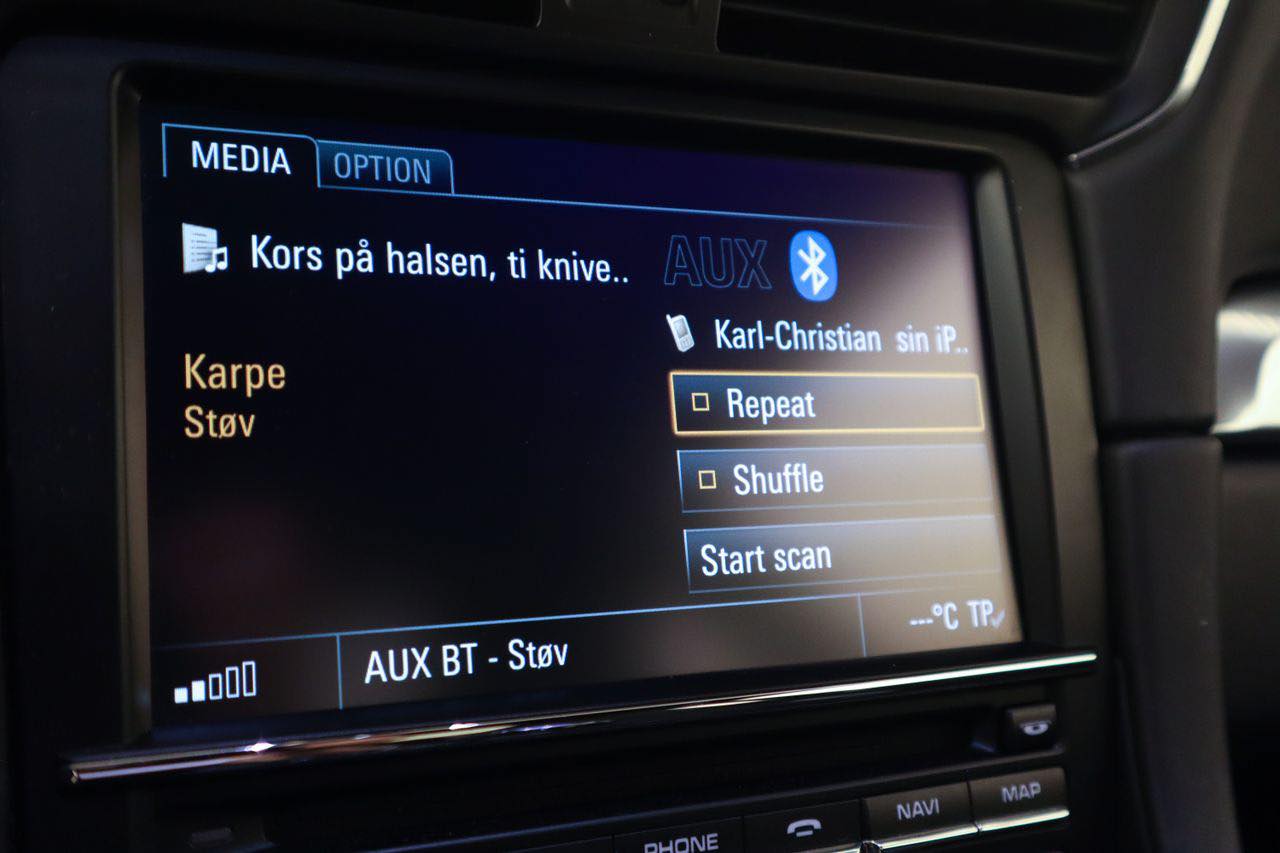 MEDIA
OPTION
Kors på halsen, ti knive..
AUX
Karl-Christian sin iP..
Karpe
Støv
Repeat
Shuffle
Start scan
---°C TP
AUX BT - Støv
PHONE
NAVI
MAP